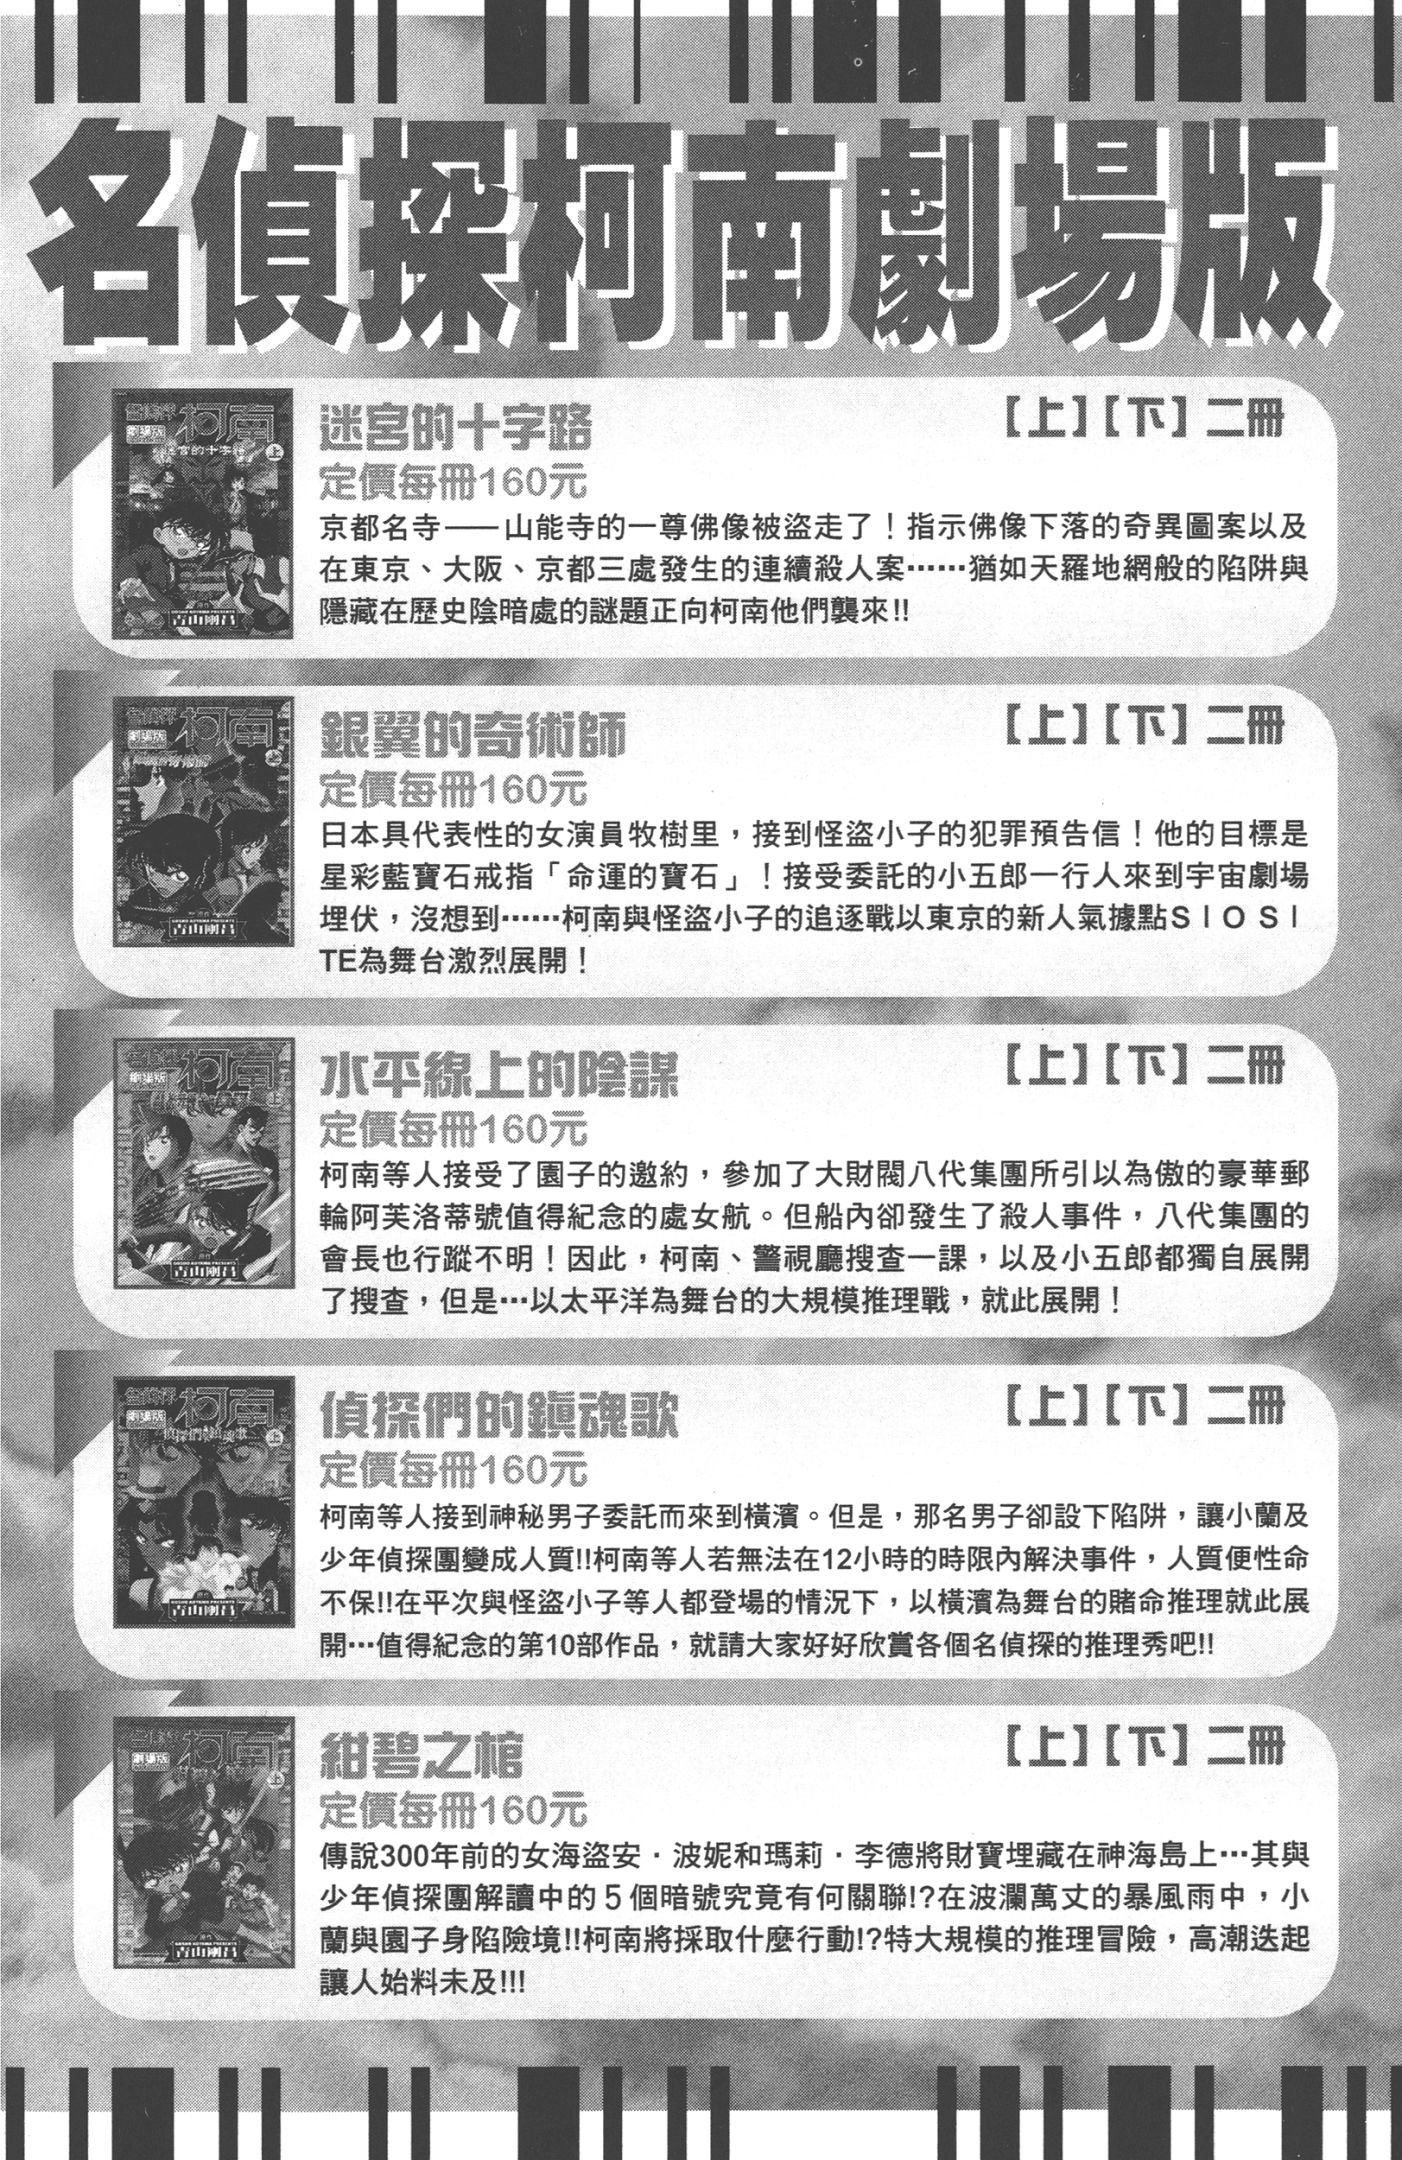 名偵探柯南劇場版
迷宮的十字路
【上】【下】二冊
定價每冊160元
京都名寺——山能寺的一尊佛像被盜走了！指示佛像下落的奇異圖案以及
在東京、大阪、京都三處發生的連續殺人案⋯⋯猶如天羅地網般的陷阱與
隱藏在歷史陰暗處的謎題正向柯南他們襲來!!
銀翼的奇術師
【上】【下】二冊
定價每冊160元
日本具代表性的女演員牧樹里，接到怪盜小子的犯罪預告信！他的目標是
星彩藍寶石戒指「命運的寶石」！接受委託的小五郎一行人來到宇宙劇場
埋伏，沒想到⋯⋯柯南與怪盜小子的追逐戰以東京的新人氣據點SIO SI
TE為舞台激烈展開！
水平線上的陰謀
【上】【下】二冊
定價每冊160元
柯南等人接受了園子的邀約，參加了大財閥八代集團所引以為傲的豪華郵
輪阿芙洛蒂號值得紀念的處女航。但船內卻發生了殺人事件，八代集團的
會長也行蹤不明！因此，柯南、警視廳搜查一課，以及小五郎都獨自展開
了搜查，但是⋯以太平洋為舞台的大規模推理戰，就此展開！
偵探們的鎮魂歌
【上】【下】二冊
定價每冊160元
柯南等人接到神秘男子委託而來到橫濱。但是，那名男子卻設下陷阱，讓小蘭及
少年偵探團變成人質!!柯南等人若無法在12小時的時限內解決事件，人質便性命
不保!!在平次與怪盜小子等人都登場的情況下，以橫濱為舞台的賭命推理就此展
開⋯值得紀念的第10部作品，就請大家好好欣賞各個名偵探的推理秀吧!!
紺碧之棺
【上】【下】二冊
定價每冊160元
傳說300年前的女海盜安・波妮和瑪莉・李德將財寶埋藏在神海島上⋯其與
少年偵探團解讀中的５個暗號究竟有何關聯!?在波瀾萬丈的暴風雨中，小
蘭與園子身陷險境!!柯南將採取什麼行動!?特大規模的推理冒險，高潮迭起
讓人始料未及!!!